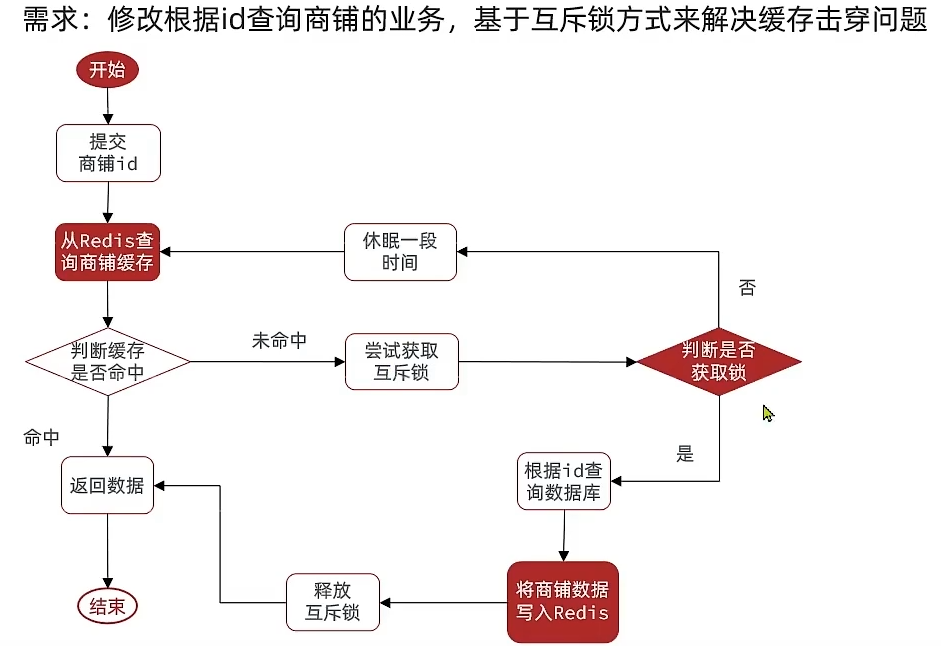 需求：修改根据id查询商铺的业务，基于互斥锁方式来解决缓存击穿问题
开始
提交
商铺id
从Redis查
询商铺缓存
休眠一段
时间
否
判断缓存
是否命中
未命中
尝试获取
互斥锁
判断是否
获取锁
命中
是
返回数据
根据id查
询数据库
将商铺数据
写入Redis
释放
互斥锁
结束